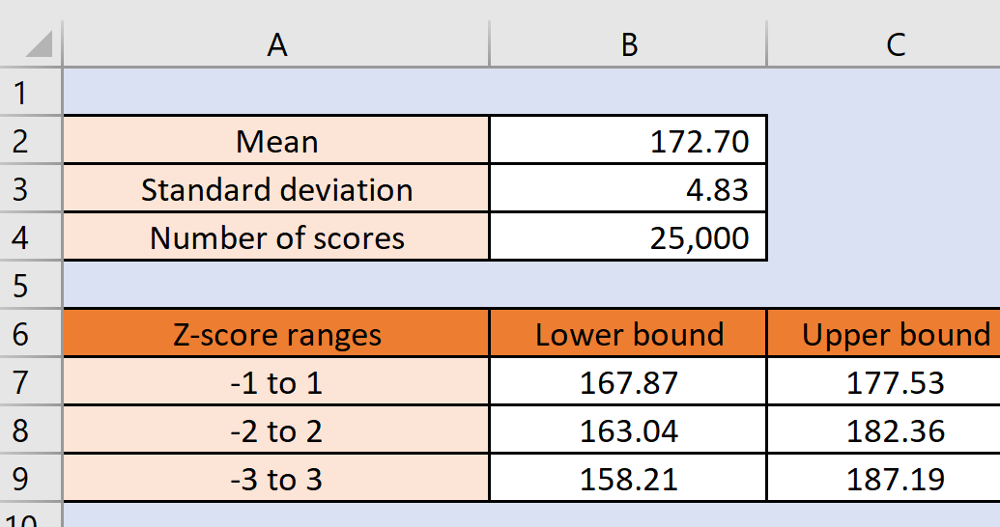 A B C
1
2 Mean 172.70
3 Standard deviation 4.83
4 Number of scores 25,000
5
6 Z-score ranges Lower bound Upper bound
7 -1 to 1 167.87 177.53
8 -2 to 2 163.04 182.36
9 -3 to 3 158.21 187.19
10